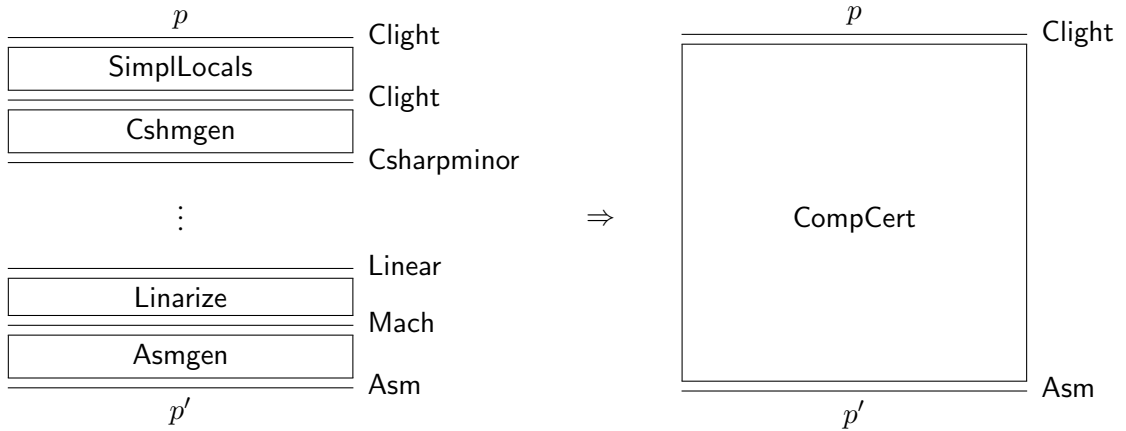 p
Clight
SimplLocals
Clight
Cshmgen
Csharpminor
⋮
Linear
Linarize
Mach
Asmgen
Asm
p′
⇒
p
Clight
CompCert
Asm
p′